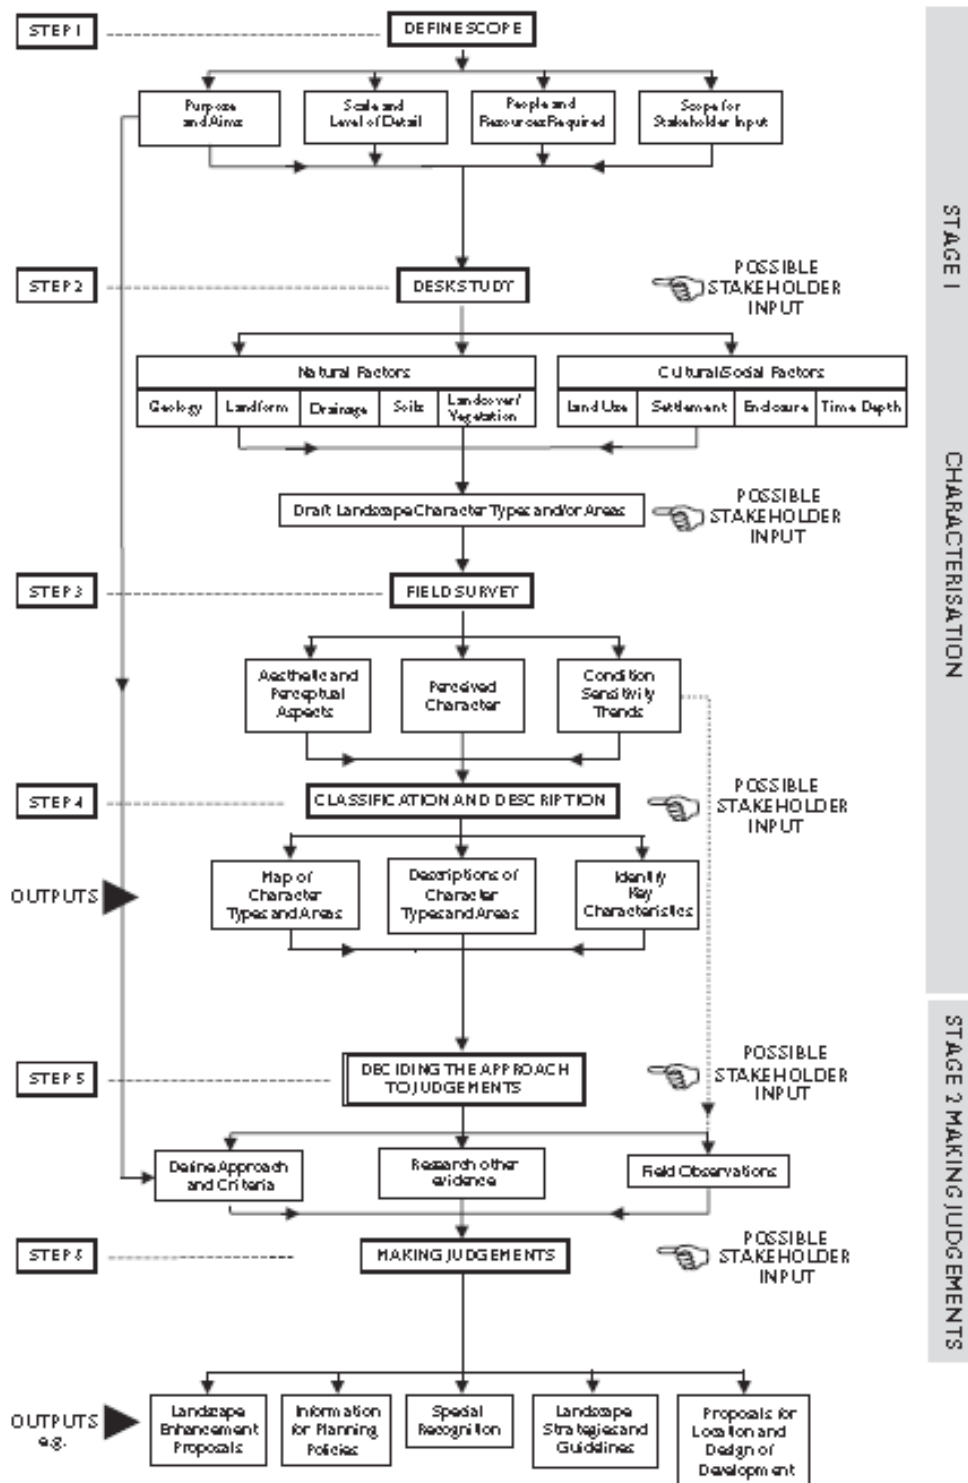 STEP 1
DEFINE SCOPE
Purpose
and Aims
Scale and
Level of Detail
People and
Resources Required
Scope for
Stakeholder Input
STAGE 1
STEP 2
DESK STUDY
POSSIBLE
STAKEHOLDER
INPUT
Natural Factors
Cultural/Social Factors
Geology
Landform
Drainage
Soils
Landcover/
Vegetation
Land Use
Settlement
Enclosure
Time Depth
CHARACTERISATION
Draft Landscape Character Types and/or Areas
POSSIBLE
STAKEHOLDER
INPUT
STEP 3
FIELD SURVEY
Aesthetic and
Perceptual
Aspects
Perceived
Character
Condition
Sensitivity
Trends
STEP 4
CLASSIFICATION AND DESCRIPTION
POSSIBLE
STAKEHOLDER
INPUT
OUTPUTS
Map of
Character
Types and Areas
Descriptions of
Character
Types and Areas
Identify
Key
Characteristics
STAGE 2 MAKING JUDGEMENTS
STEP 5
DECIDING THE APPROACH
TO JUDGEMENTS
POSSIBLE
STAKEHOLDER
INPUT
Define Approach
and Criteria
Research other
evidence
Field Observations
STEP 6
MAKING JUDGEMENTS
POSSIBLE
STAKEHOLDER
INPUT
OUTPUTS
e.g.
Landscape
Enhancement
Proposals
Information
for Planning
Policies
Special
Recognition
Landscape
Strategies and
Guidelines
Proposals for
Location and
Design of
Development